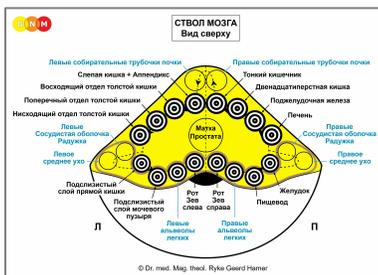 GNM
СТВОЛ МОЗГА
Вид сверху
Левые собирательные трубочки почки
Правые собирательные трубочки почки
Слепая кишка + Аппендикс
Тонкий кишечник
Восходящий отдел толстой кишки
Двенадцатиперстная кишка
Поперечный отдел толстой кишки
Поджелудочная железа
Нисходящий отдел толстой кишки
Печень
Левые
Сосудистая оболочка
Радужка
Матка
Простата
Правые
Сосудистая оболочка
Радужка
Левое
среднее ухо
Правое
среднее ухо
Подслизистый
слой прямой кишки
Желудок
Подслизистый
слой мочевого
пузыря
Рот
Зев
слева
Рот
Зев
справа
Пищевод
Левые
альвеолы
легких
Правые
альвеолы
легких
Л
П
© Dr. med. Mag. theol. Ryke Geerd Hamer